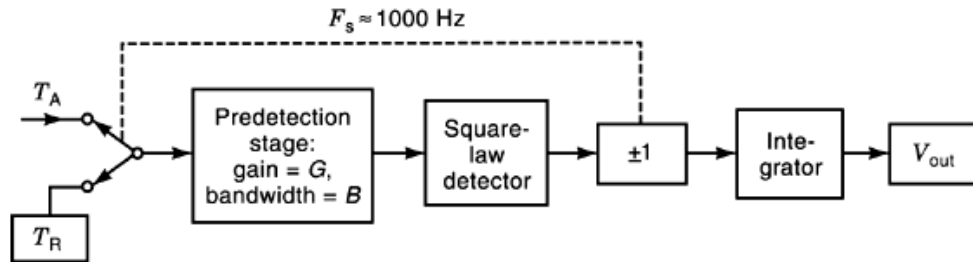 F_s ≈ 1000 Hz
T_A
T_R
Predetection
stage:
gain = G,
bandwidth = B
Square-
law
detector
±1
Inte-
grator
V_out